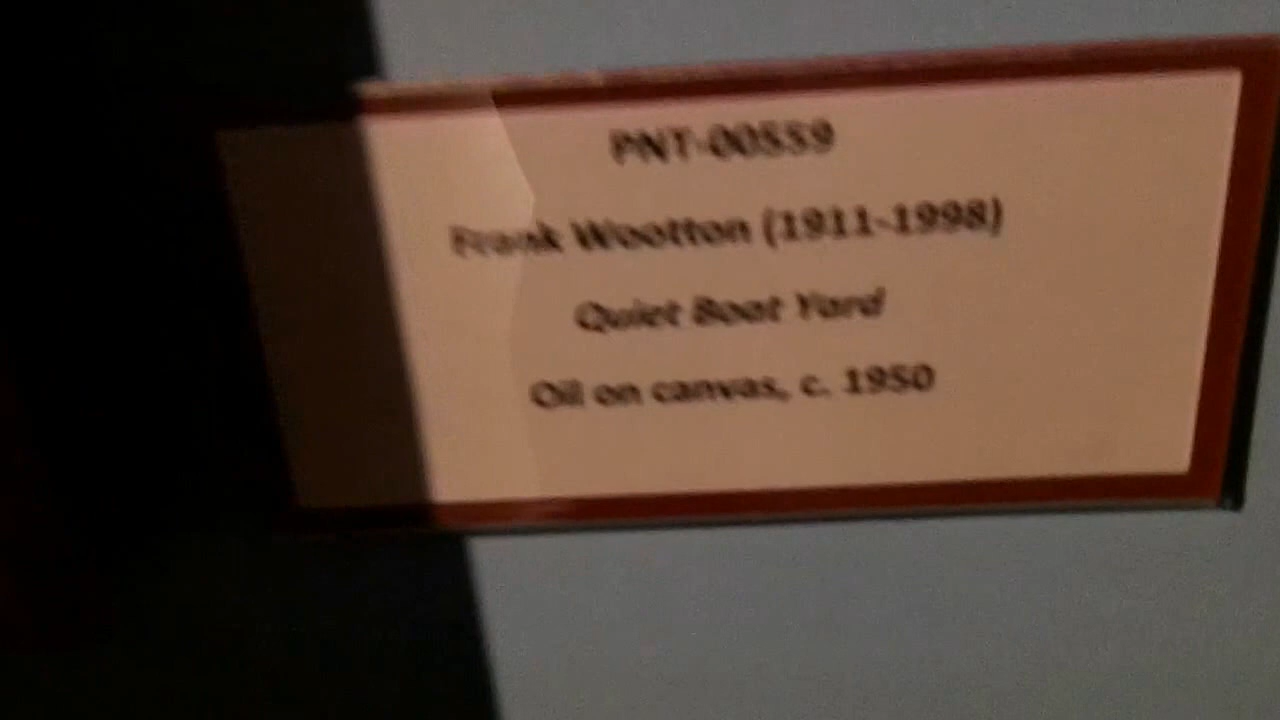 PNT-00559
Frank Wootton (1911-1998)
Quiet Boat Yard
Oil on canvas, c. 1950